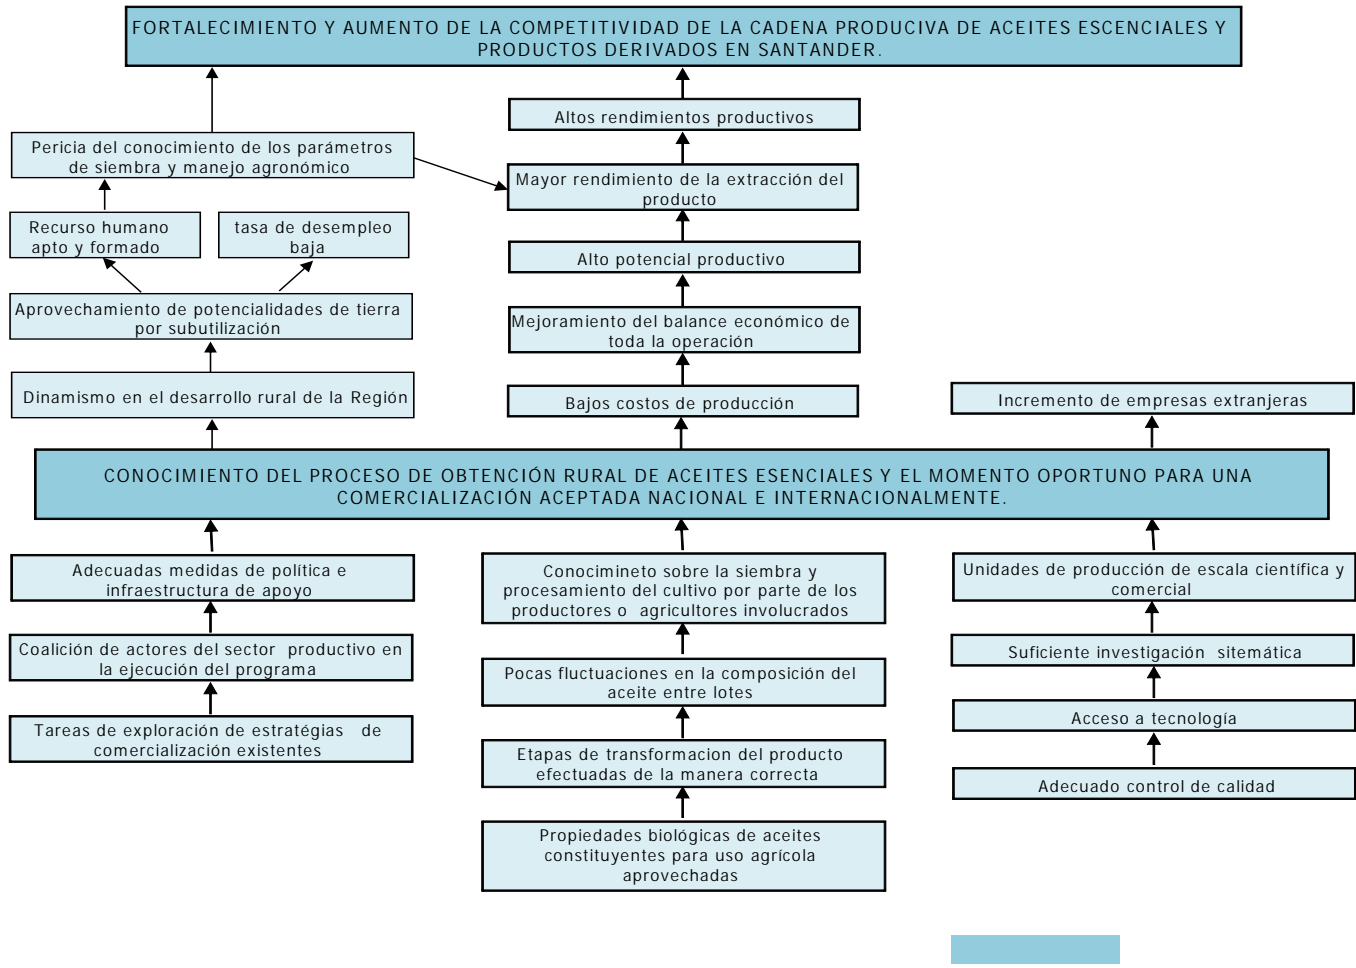 FORTALECIMIENTO Y AUMENTO DE LA COMPETITIVIDAD DE LA CADENA PRODUCIVA DE ACEITES ESCENCIALES Y
PRODUCTOS DERIVADOS EN SANTANDER.
Altos rendimientos productivos
Pericia del conocimiento de los parámetros
de siembra y manejo agronómico
Mayor rendimiento de la extracción del
producto
Recurso humano
apto y formado
tasa de desempleo
baja
Alto potencial productivo
Aprovechamiento de potencialidades de tierra
por subutilización
Mejoramiento del balance económico de
toda la operación
Dinamismo en el desarrollo rural de la Región
Bajos costos de producción
Incremento de empresas extranjeras
CONOCIMIENTO DEL PROCESO DE OBTENCIÓN RURAL DE ACEITES ESENCIALES Y EL MOMENTO OPORTUNO PARA UNA
COMERCIALIZACIÓN ACEPTADA NACIONAL E INTERNACIONALMENTE.
Adecuadas medidas de política e
infraestructura de apoyo
Coalición de actores del sector productivo en
la ejecución del programa
Tareas de exploración de estratégias de
comercialización existentes
Conocimineto sobre la siembra y
procesamiento del cultivo por parte de los
productores o agricultores involucrados
Pocas fluctuaciones en la composición del
aceite entre lotes
Etapas de transformacion del producto
efectuadas de la manera correcta
Propiedades biológicas de aceites
constituyentes para uso agrícola
aprovechadas
Unidades de producción de escala científica y
comercial
Suficiente investigación sitemática
Acceso a tecnología
Adecuado control de calidad